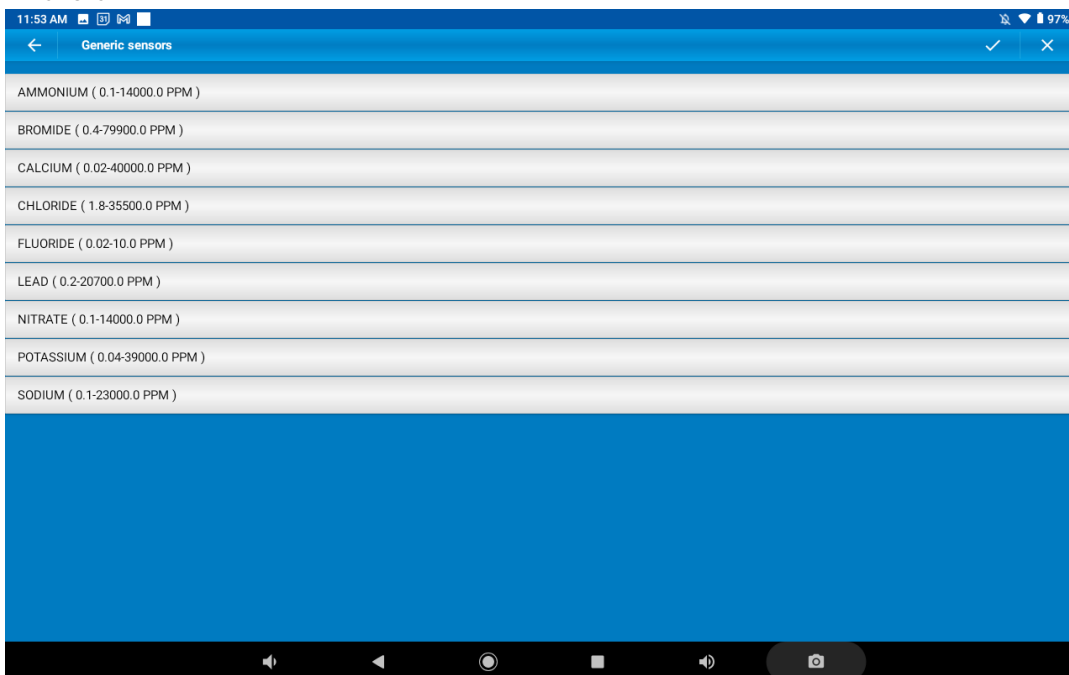 11:53 AM 31 97%
Generic sensors
AMMONIUM ( 0.1-14000.0 PPM )
BROMIDE ( 0.4-79900.0 PPM )
CALCIUM ( 0.02-40000.0 PPM )
CHLORIDE ( 1.8-35500.0 PPM )
FLUORIDE ( 0.02-10.0 PPM )
LEAD ( 0.2-20700.0 PPM )
NITRATE ( 0.1-14000.0 PPM )
POTASSIUM ( 0.04-39000.0 PPM )
SODIUM ( 0.1-23000.0 PPM )